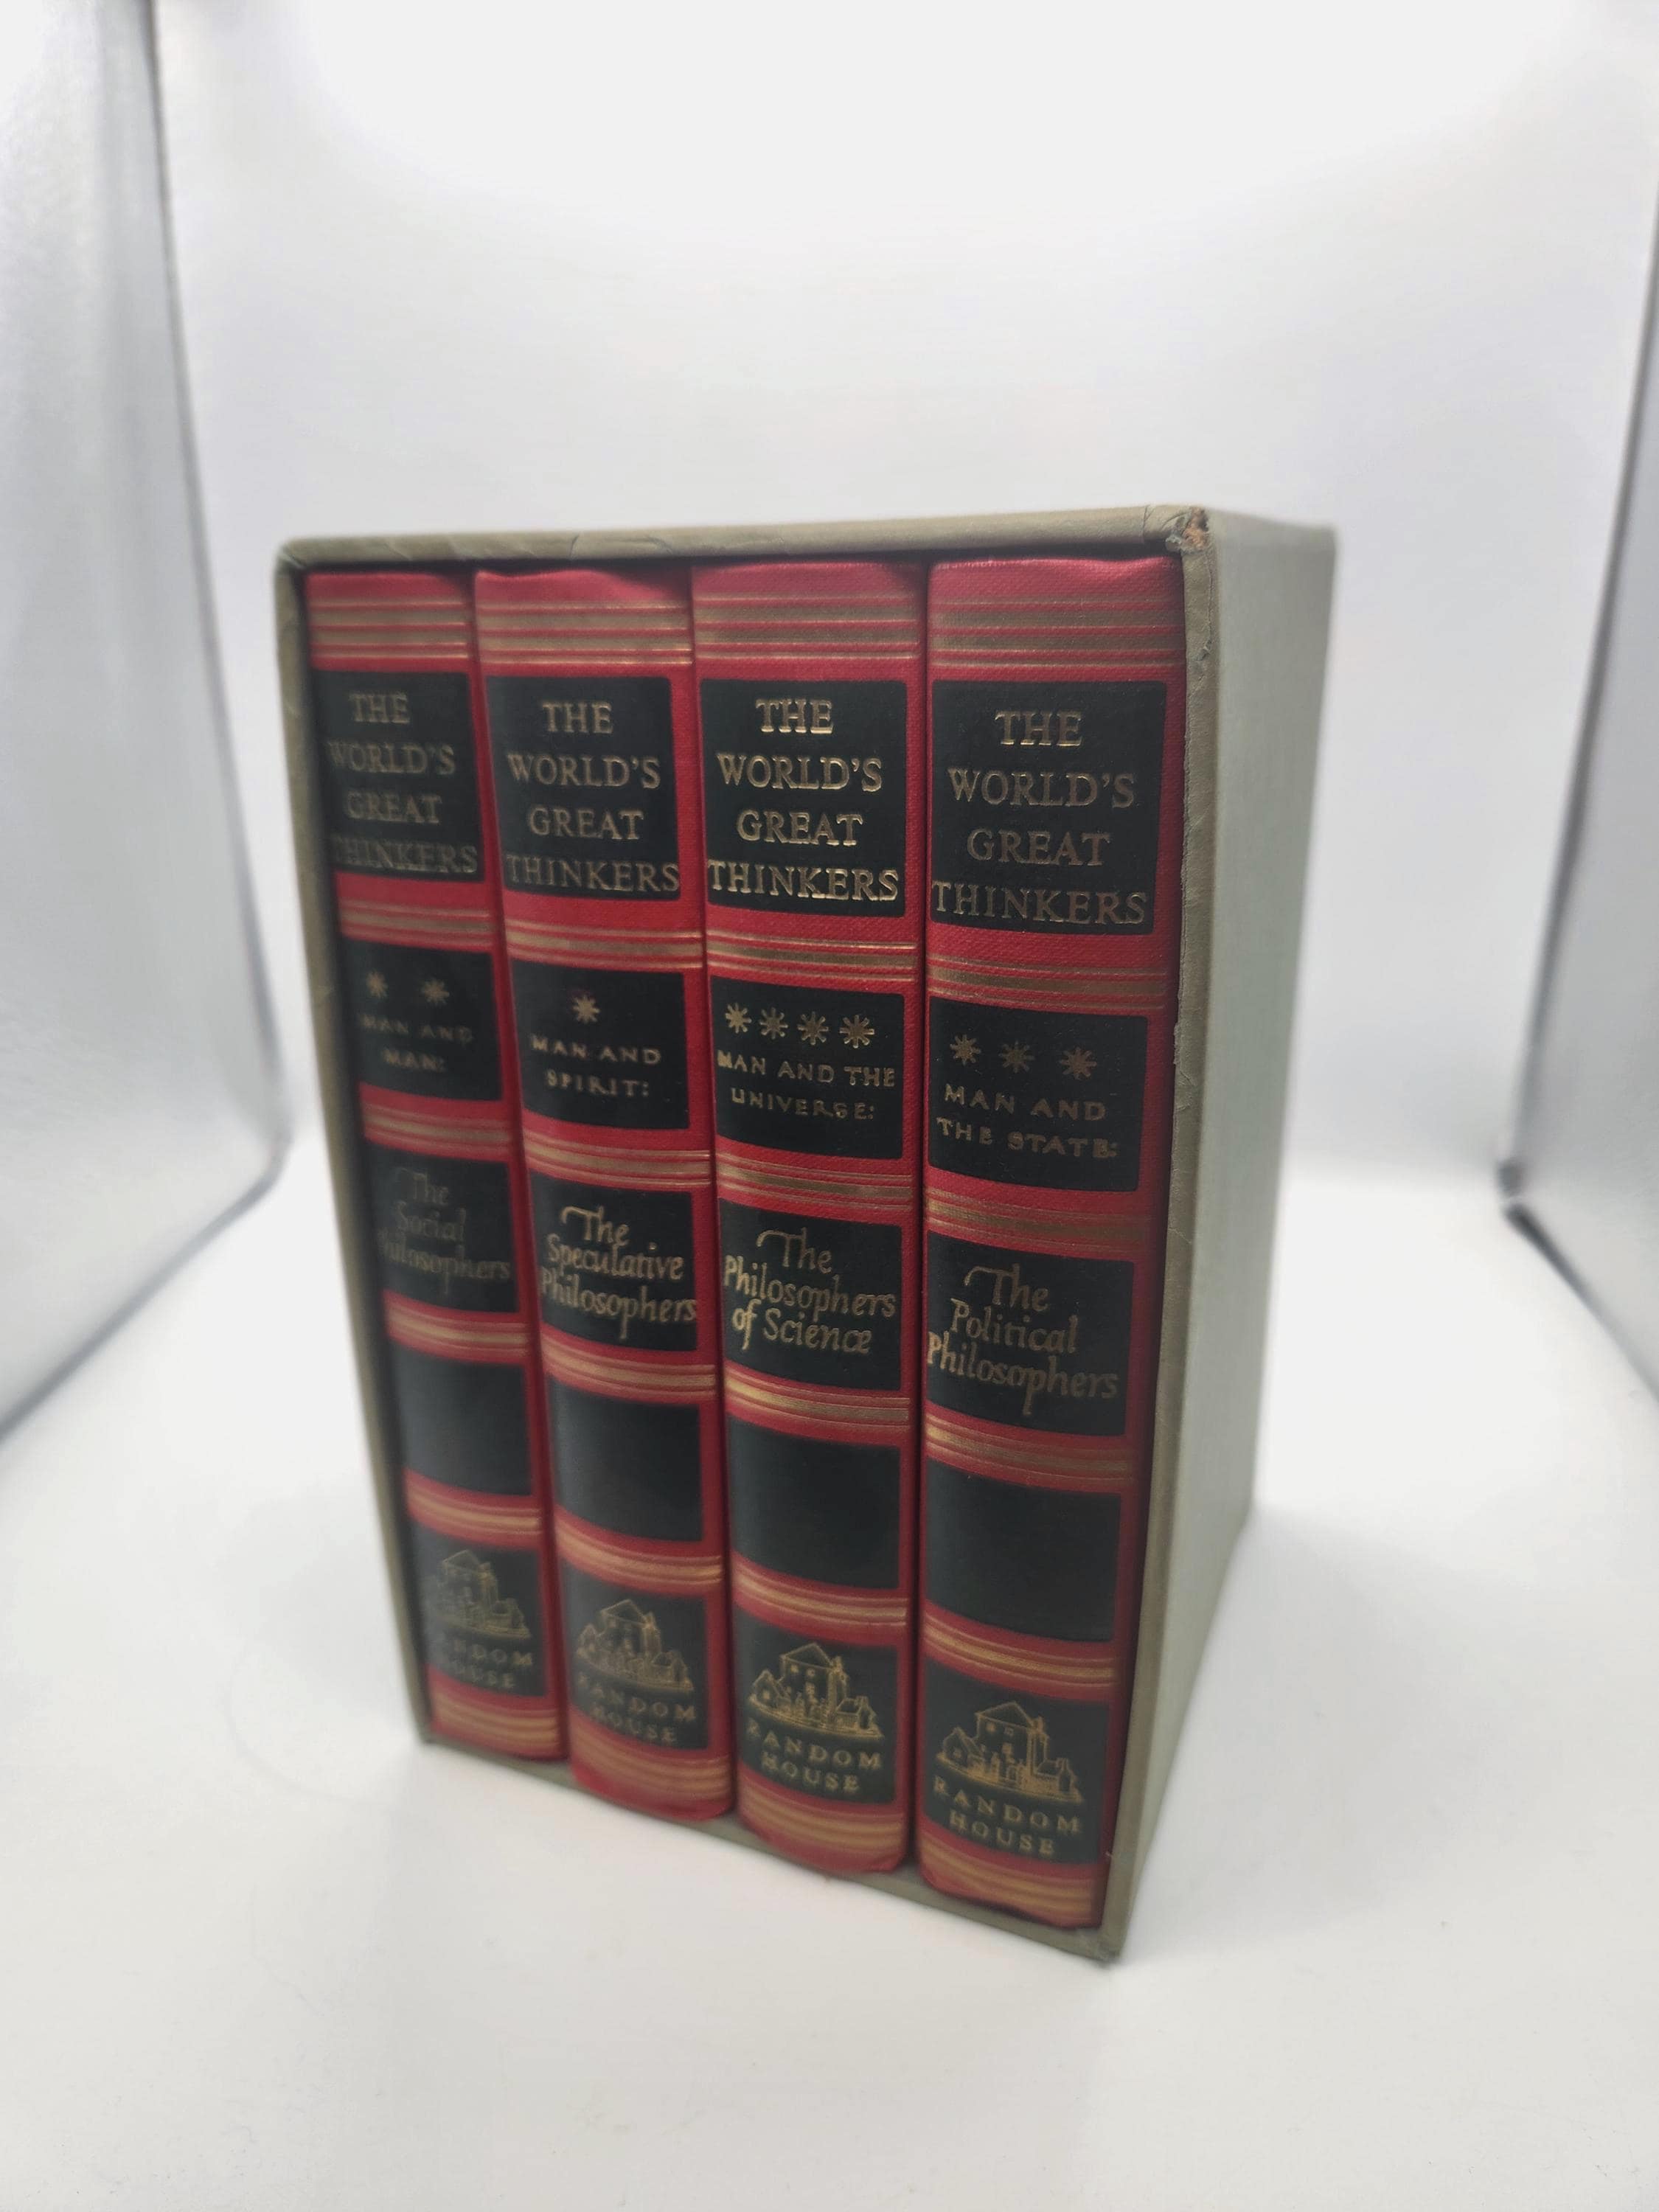 THE
WORLD'S
GREAT
THINKERS
* *
MAN AND
MAN:
The
Social
Philosophers
RANDOM
HOUSE
THE
WORLD'S
GREAT
THINKERS
*
MAN AND
SPIRIT:
The
Speculative
Philosophers
RANDOM
HOUSE
THE
WORLD'S
GREAT
THINKERS
* * * *
MAN AND THE
UNIVERSE:
The
Philosophers
of Science
RANDOM
HOUSE
THE
WORLD'S
GREAT
THINKERS
* * *
MAN AND
THE STATE:
The
Political
Philosophers
RANDOM
HOUSE